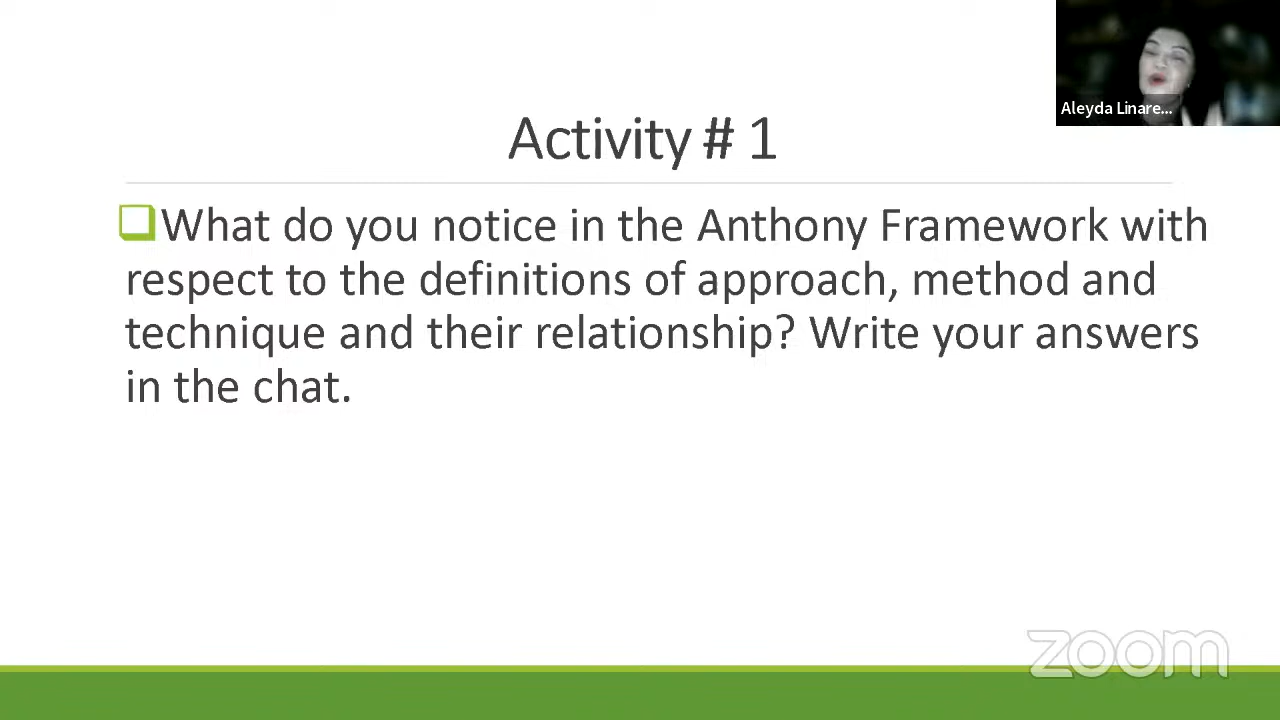 Aleyda Linare...
Activity # 1
What do you notice in the Anthony Framework with
respect to the definitions of approach, method and
technique and their relationship? Write your answers
in the chat.
zoom